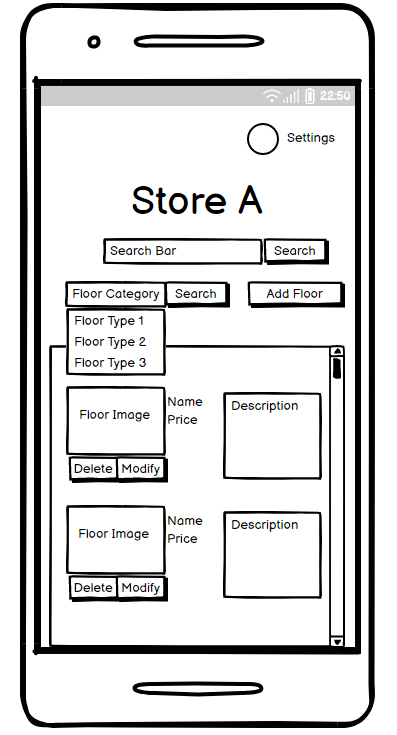 22:50
Settings
Store A
Search Bar Search
Floor Category Search Add Floor
Floor Type 1
Floor Type 2
Floor Type 3
Floor Image Name Description
Price
Delete Modify
Floor Image Name Description
Price
Delete Modify